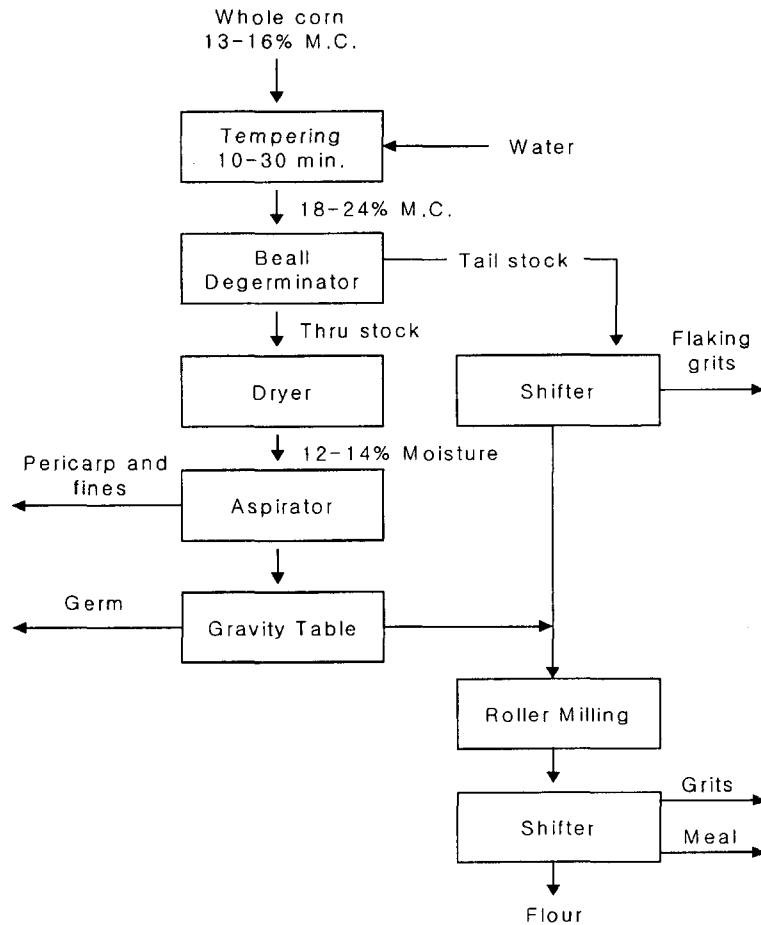 Whole corn
13-16% M.C.
Tempering
10-30 min.
Water
18-24% M.C.
Beall
Degerminator
Tail stock
Thru stock
Flaking
grits
Dryer
Shifter
12-14% Moisture
Pericarp and
fines
Aspirator
Germ
Gravity Table
Roller Milling
Grits
Shifter
Meal
Flour